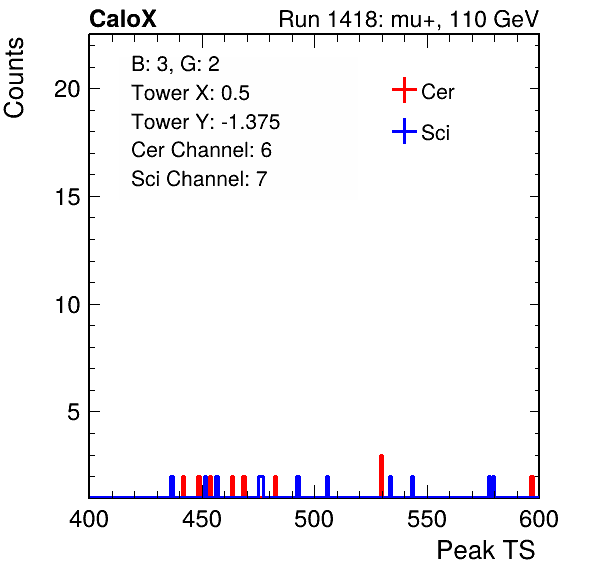 CaloX Run 1418: mu+, 110 GeV
Counts
B: 3, G: 2
Tower X: 0.5
Tower Y: -1.375
Cer Channel: 6
Sci Channel: 7
Cer
Sci
20
15
10
5
400 450 500 550 600
Peak TS